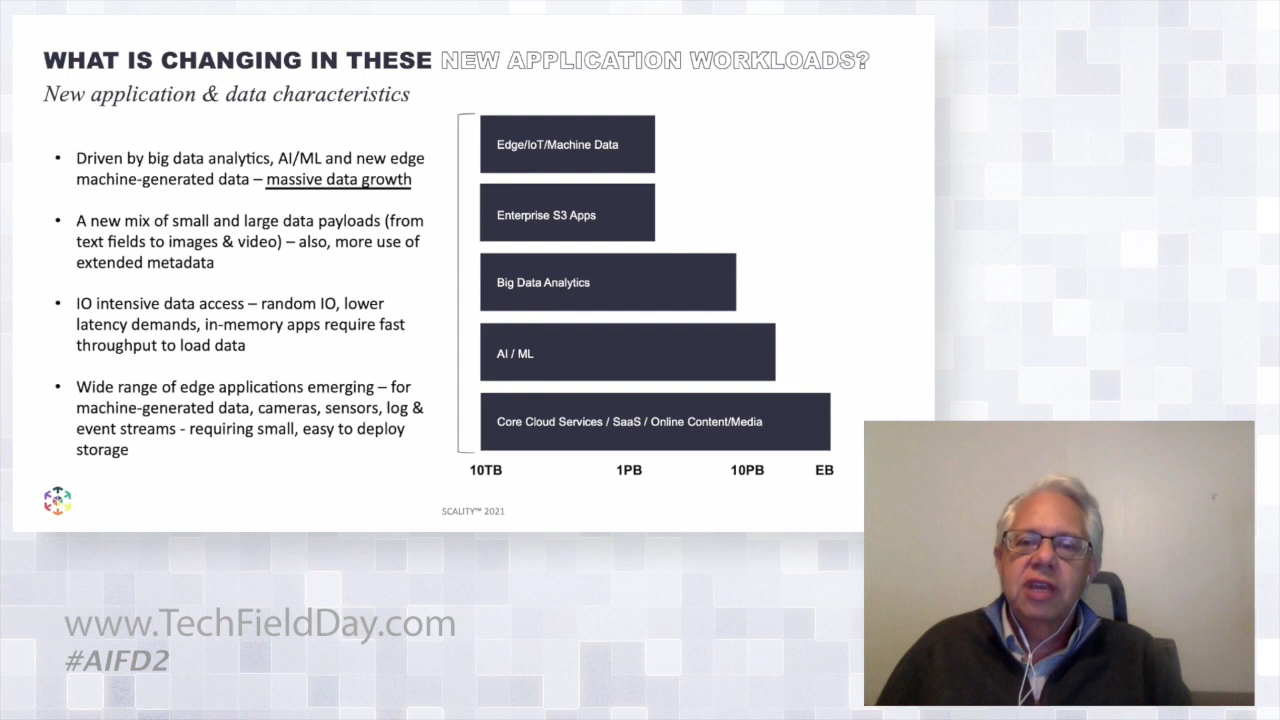 WHAT IS CHANGING IN THESE NEW APPLICATION WORKLOADS?
New application & data characteristics
• Driven by big data analytics, AI/ML and new edge
machine-generated data – massive data growth
• A new mix of small and large data payloads (from
text fields to images & video) – also, more use of
extended metadata
• IO intensive data access – random IO, lower
latency demands, in-memory apps require fast
throughput to load data
• Wide range of edge applications emerging – for
machine-generated data, cameras, sensors, log &
event streams - requiring small, easy to deploy
storage
Edge/IoT/Machine Data
Enterprise S3 Apps
Big Data Analytics
AI / ML
Core Cloud Services / SaaS / Online Content/Media
10TB 1PB 10PB EB
SCALITY™ 2021
www.TechFieldDay.com
#AIFD2